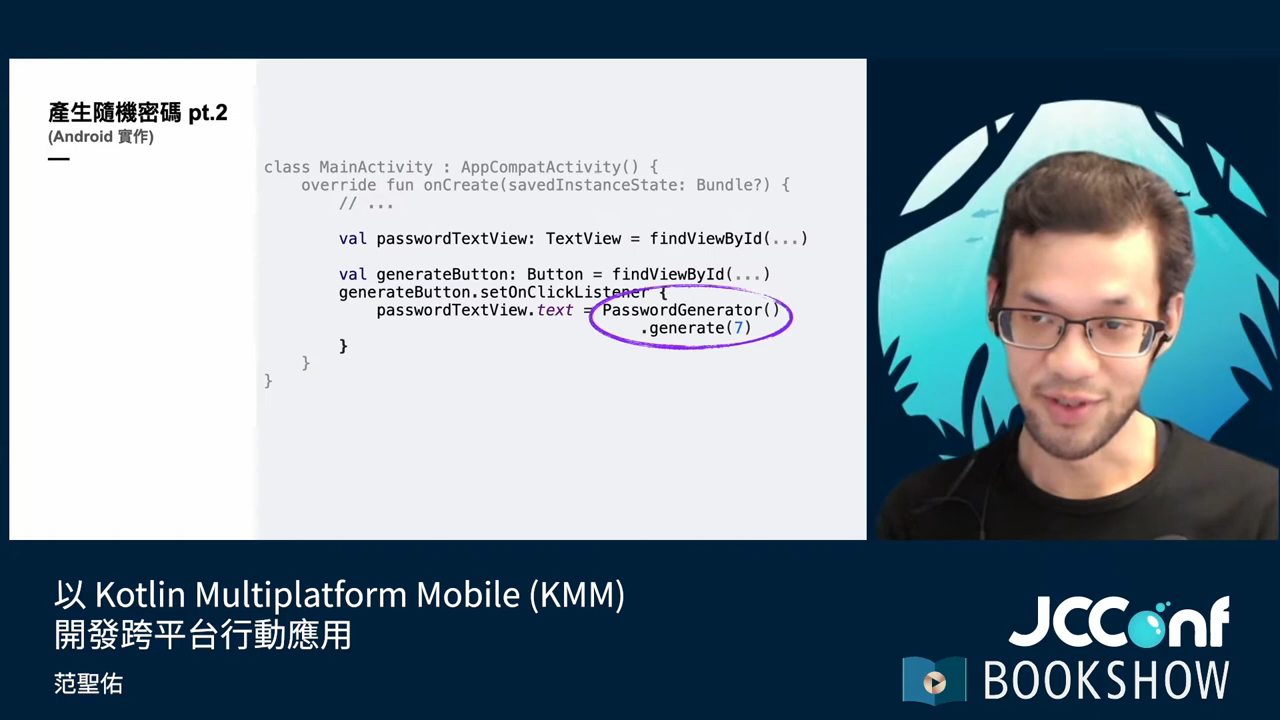 產生隨機密碼 pt.2
(Android 實作)
class MainActivity : AppCompatActivity() {
    override fun onCreate(savedInstanceState: Bundle?) {
        // ...
        val passwordTextView: TextView = findViewById(...)
        val generateButton: Button = findViewById(...)
        generateButton.setOnClickListener {
            passwordTextView.text = PasswordGenerator()
                .generate(7)
        }
    }
}
以 Kotlin Multiplatform Mobile (KMM)
開發跨平台行動應用
范聖佑
JCConf
BOOKSHOW